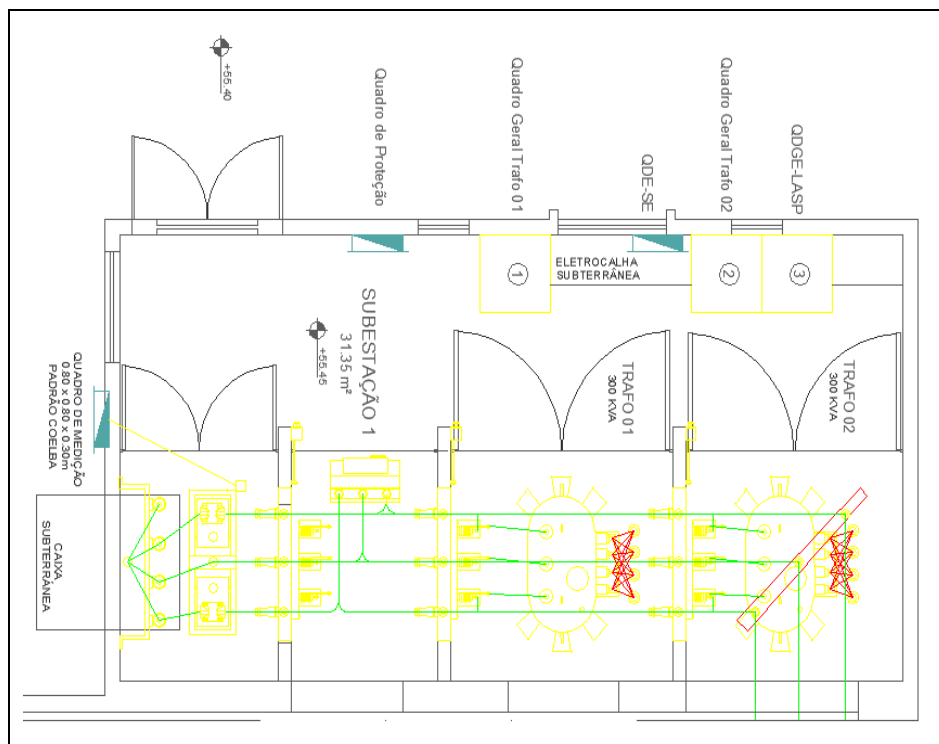 +55.40
Quadro de Proteção
Quadro Geral Trafo 01
QDE-SE
Quadro Geral Trafo 02
QDGE-LASP
1
ELETROCALHA
SUBTERRÂNEA
2
3
SUBESTAÇÃO 1
31.35 m²
+55.45
TRAFO 01
300 KVA
TRAFO 02
300 KVA
QUADRO DE MEDIÇÃO
0.80 x 0.80 x 0.30m
PADRÃO COELBA
CAIXA
SUBTERRÂNEA